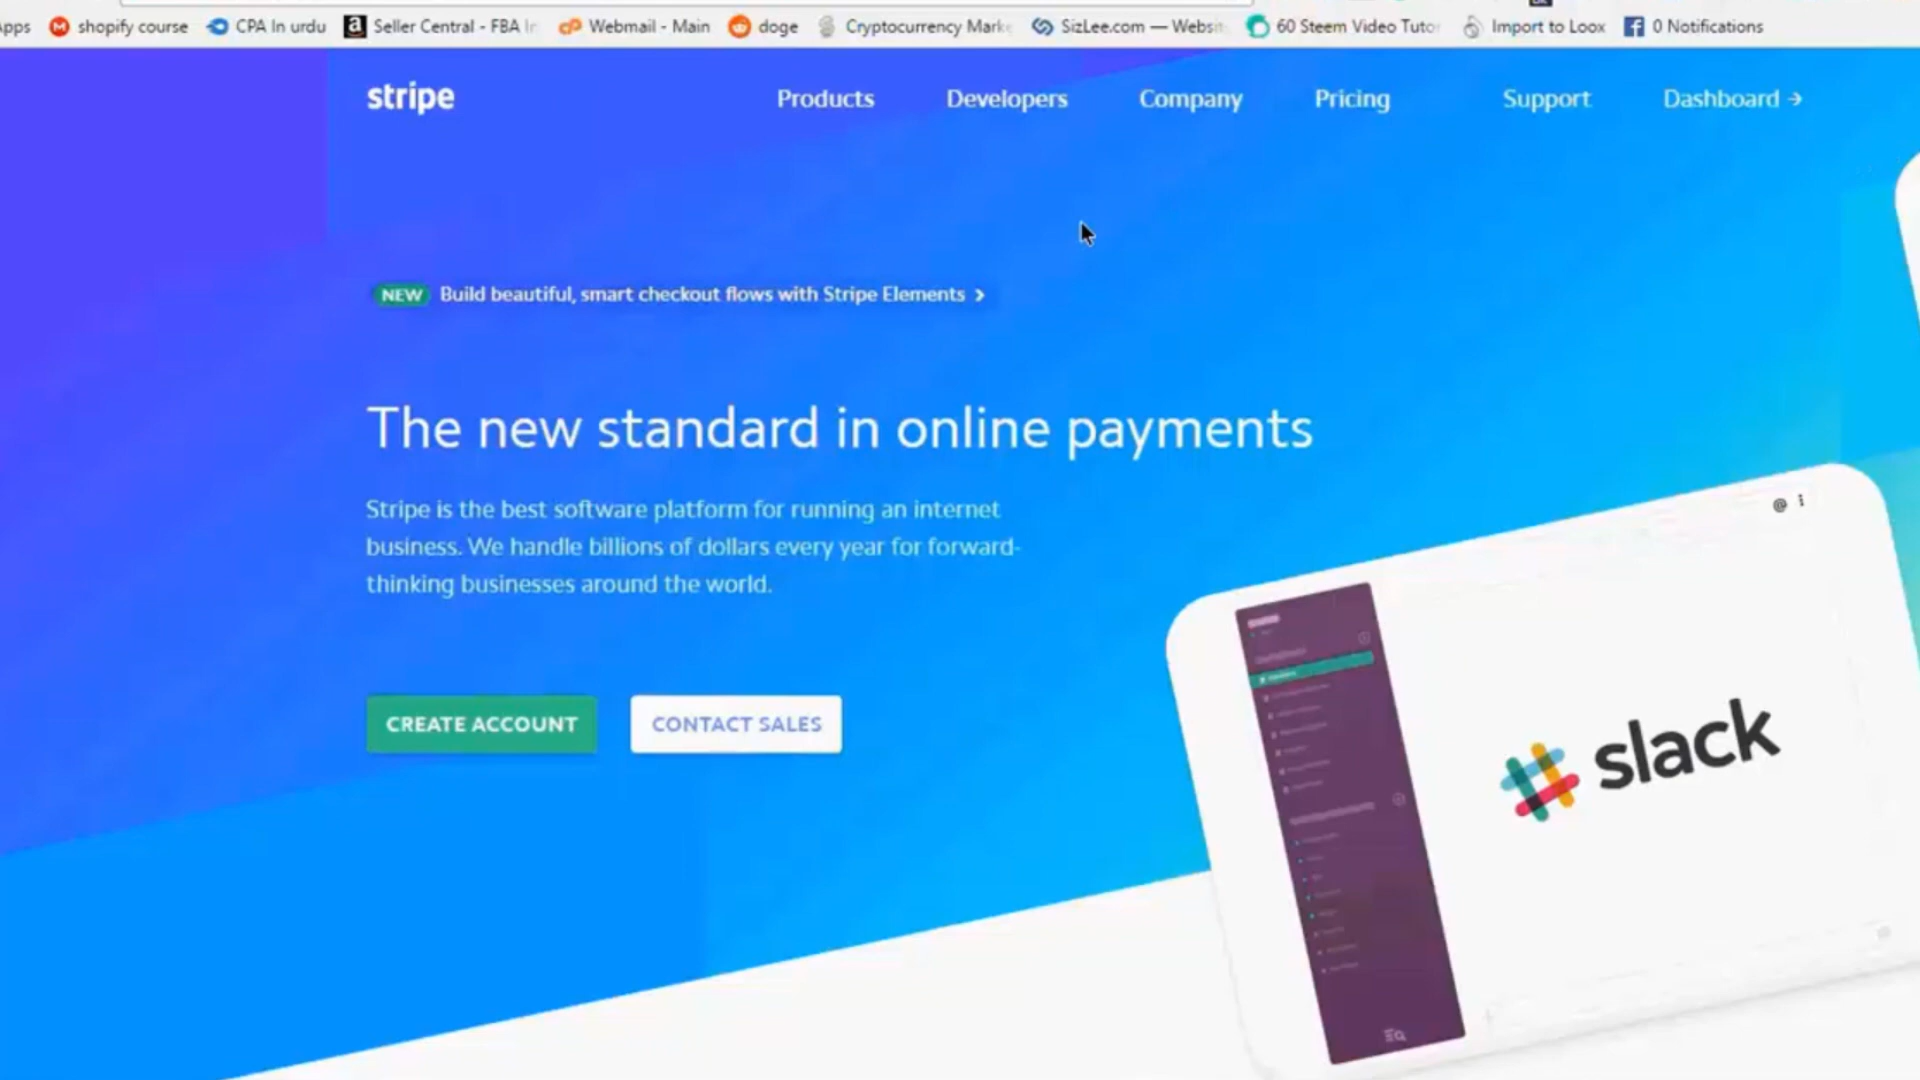 pps shopify course CPA In urdu Seller Central - FBA Ir Webmail - Main doge Cryptocurrency Mark SizLee.com — Websit 60 Steem Video Tuto Import to Loox 0 Notifications
stripe Products Developers Company Pricing Support Dashboard →
NEW Build beautiful, smart checkout flows with Stripe Elements >
The new standard in online payments
Stripe is the best software platform for running an internet
business. We handle billions of dollars every year for forward-
thinking businesses around the world.
CREATE ACCOUNT CONTACT SALES
slack